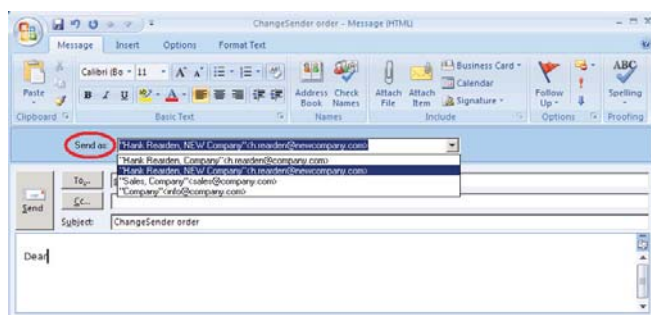 ChangeSender order - Message (HTML)
Message Insert Options Format Text
Calibri (Bo 11 A A Business Card
Paste B I U A Address Book Check Names Attach File Attach Item Calendar Signature Follow Up ABC Spelling
Clipboard Basic Text Names Include Options Proofing
Send as: "Hank Rearden, NEW Company"<h.rearden@newcompany.com>
"Hank Rearden, Company"<h.rearden@company.com>
"Hank Rearden, NEW Company"<h.rearden@newcompany.com>
To... "Sales, Company"<sales@company.com>
Cc... "Company"<info@company.com>
Send
Subject: ChangeSender order
Dear